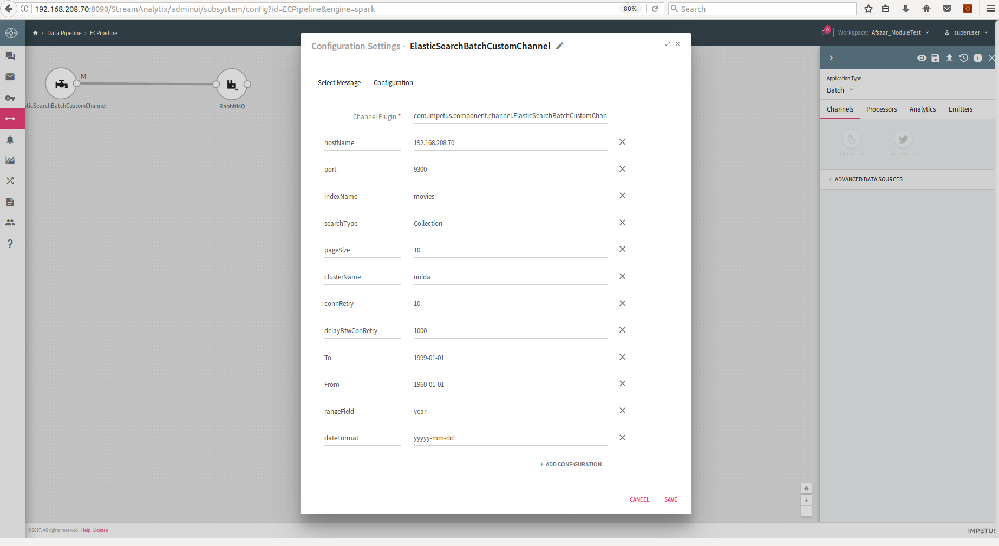 192.168.208.70:8090/StreamAnalytix/adminui/subsystem/config?id=ECPipeline&engine=spark
80%
Search
Data Pipeline › ECPipeline
0
Workspace: Afsaar_ModuleTest
superuser
Configuration Settings - ElasticSearchBatchCustomChannel
Select Message
Configuration
Channel Plugin *
com.impetus.component.channel.ElasticSearchBatchCustomChann
hostName
192.168.208.70
port
9300
indexName
movies
searchType
Collection
pageSize
10
clusterName
noida
connRetry
10
delayBtwConRetry
1000
To
1999-01-01
From
1960-01-01
rangeField
year
dateFormat
yyyyy-mm-dd
+ ADD CONFIGURATION
CANCEL
SAVE
[v]
ticSearchBatchCustomChannel
RabbitMQ
Application Type
Batch
Channels
Processors
Analytics
Emitters
ClickStream
TweetStream
ADVANCED DATA SOURCES
©2017, All rights reserved. Help License
IMPETUS